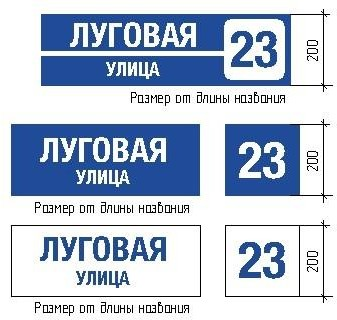 ЛУГОВАЯ
УЛИЦА
23
200
Размер от длины названия
ЛУГОВАЯ
УЛИЦА
23
200
Размер от длины названия
ЛУГОВАЯ
УЛИЦА
23
200
Размер от длины названия